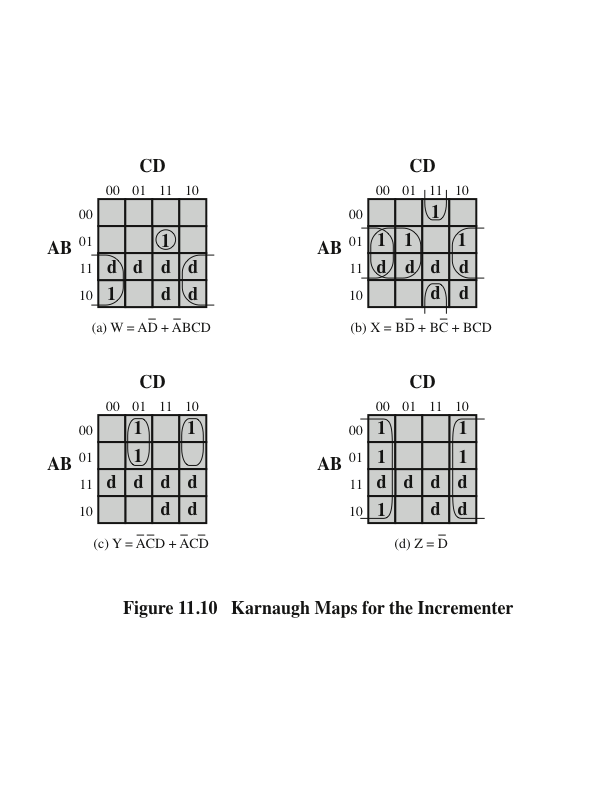 CD CD
00 01 11 10 00 01 11 10
00 00 1
AB 01 1 AB 01 1 1 1
11 d d d d 11 d d d d
10 1 d d 10 d d
(a) W = AD̅ + A̅BCD (b) X = BD̅ + BC̅ + BCD
CD CD
00 01 11 10 00 01 11 10
00 1 1 00 1 1
AB 01 1 AB 01 1 1
11 d d d d 11 d d d d
10 d d 10 1 d d
(c) Y = A̅C̅D + A̅CD̅ (d) Z = D̅
Figure 11.10 Karnaugh Maps for the Incrementer